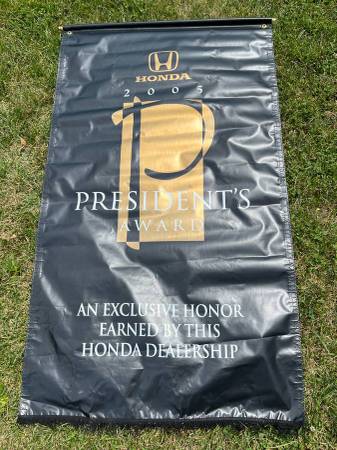 HONDA
2005
P
PRESIDENT'S
AWARD
AN EXCLUSIVE HONOR
EARNED BY THIS
HONDA DEALERSHIP